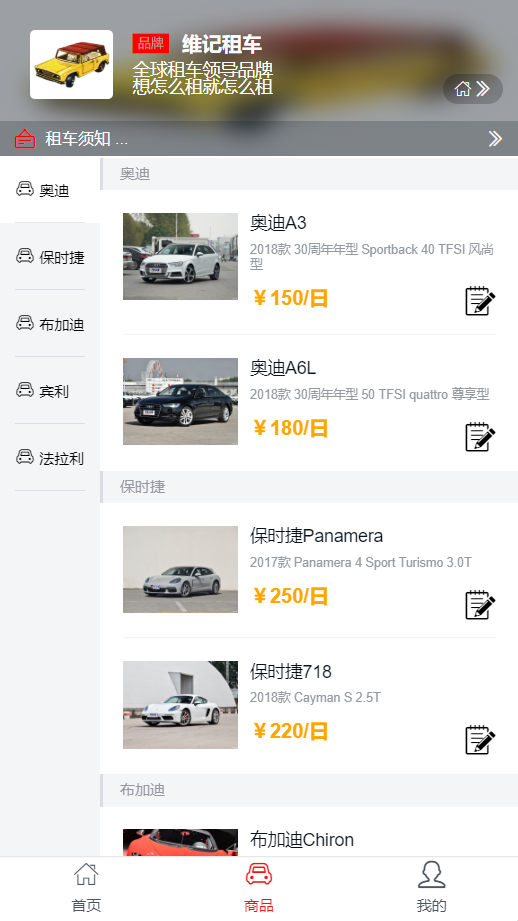 品牌 维记租车
全球租车领导品牌
想怎么租就怎么租
租车须知 ...
奥迪
保时捷
布加迪
宾利
法拉利
奥迪
奥迪A3
2018款 30周年年型 Sportback 40 TFSI 风尚
型
￥150/日
奥迪A6L
2018款 30周年年型 50 TFSI quattro 尊享型
￥180/日
保时捷
保时捷Panamera
2017款 Panamera 4 Sport Turismo 3.0T
￥250/日
保时捷718
2018款 Cayman S 2.5T
￥220/日
布加迪
布加迪Chiron
首页
商品
我的